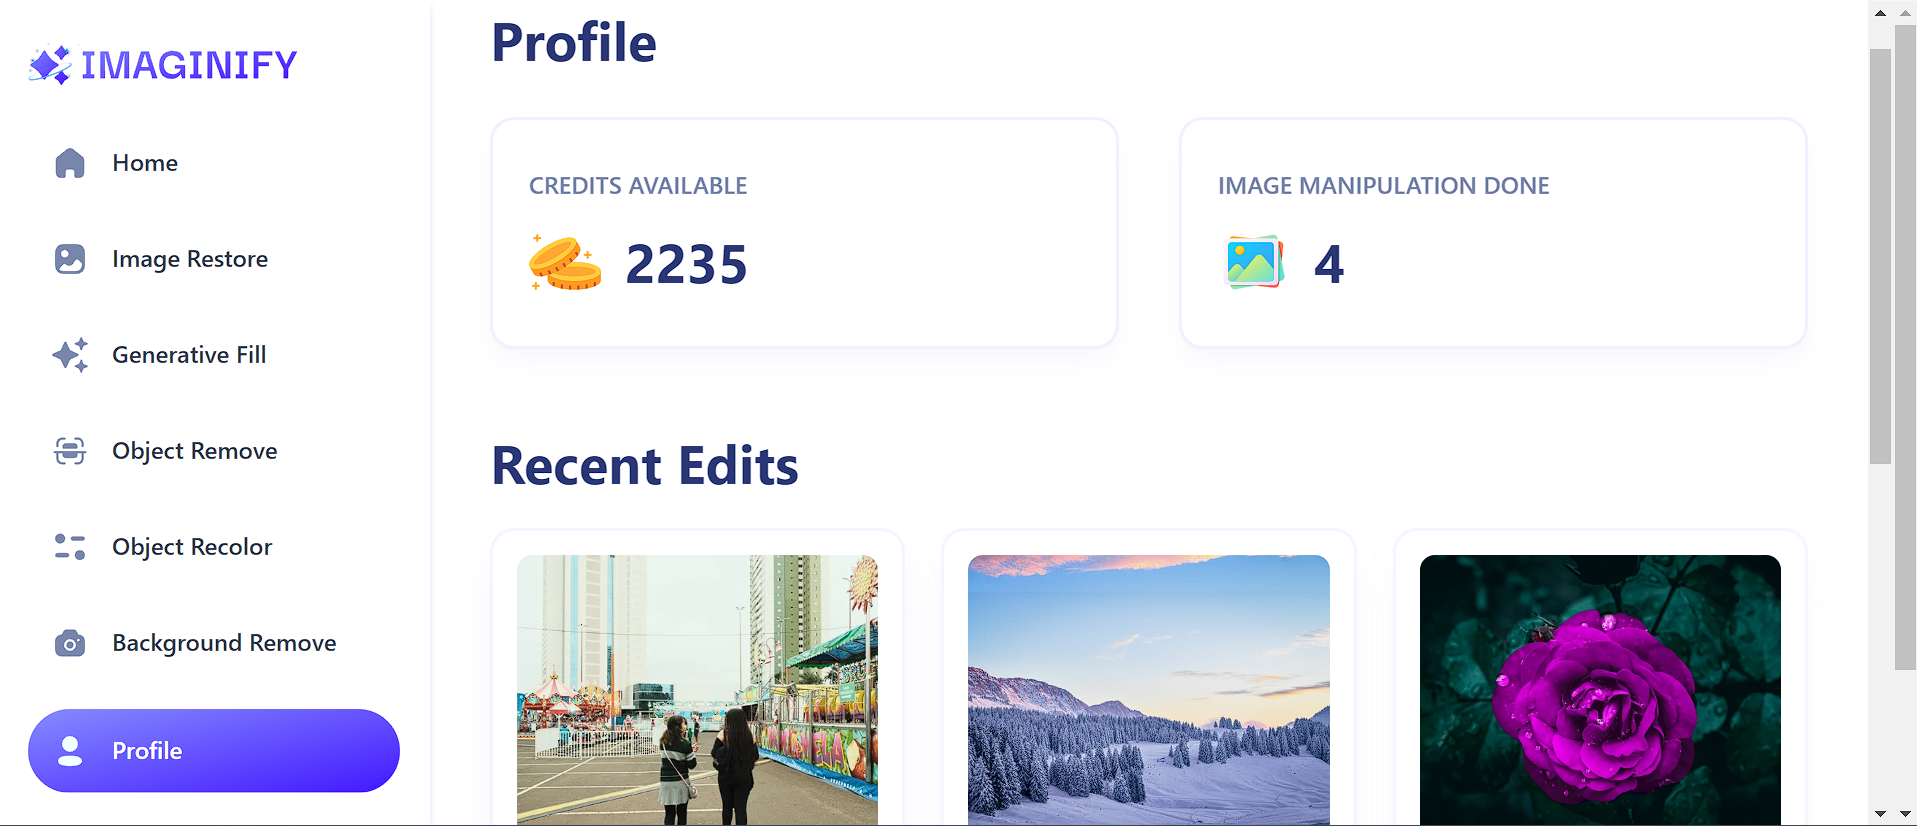 IMAGINIFY
Home
Image Restore
Generative Fill
Object Remove
Object Recolor
Background Remove
Profile
Profile
CREDITS AVAILABLE
2235
IMAGE MANIPULATION DONE
4
Recent Edits